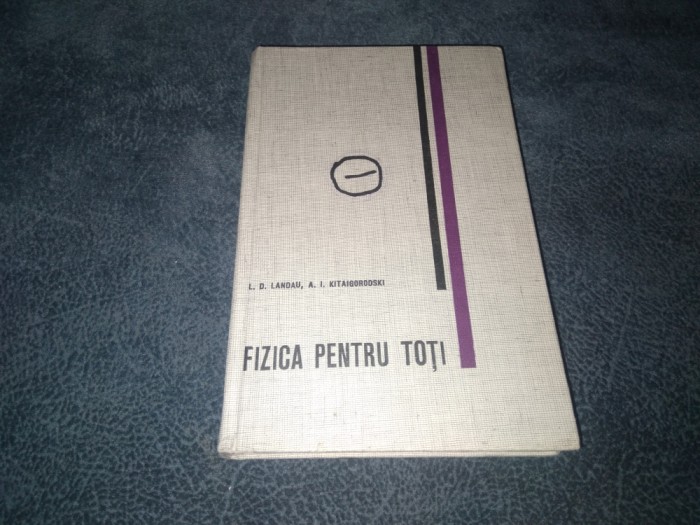 L. D. LANDAU, A. I. KITAIGORODSKI
FIZICA PENTRU TOȚI